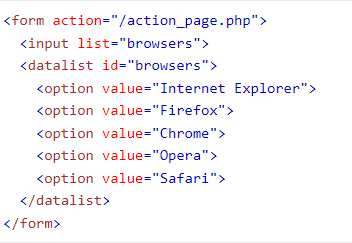 <form action="/action_page.php">
  <input list="browsers">
  <datalist id="browsers">
    <option value="Internet Explorer">
    <option value="Firefox">
    <option value="Chrome">
    <option value="Opera">
    <option value="Safari">
  </datalist>
</form>